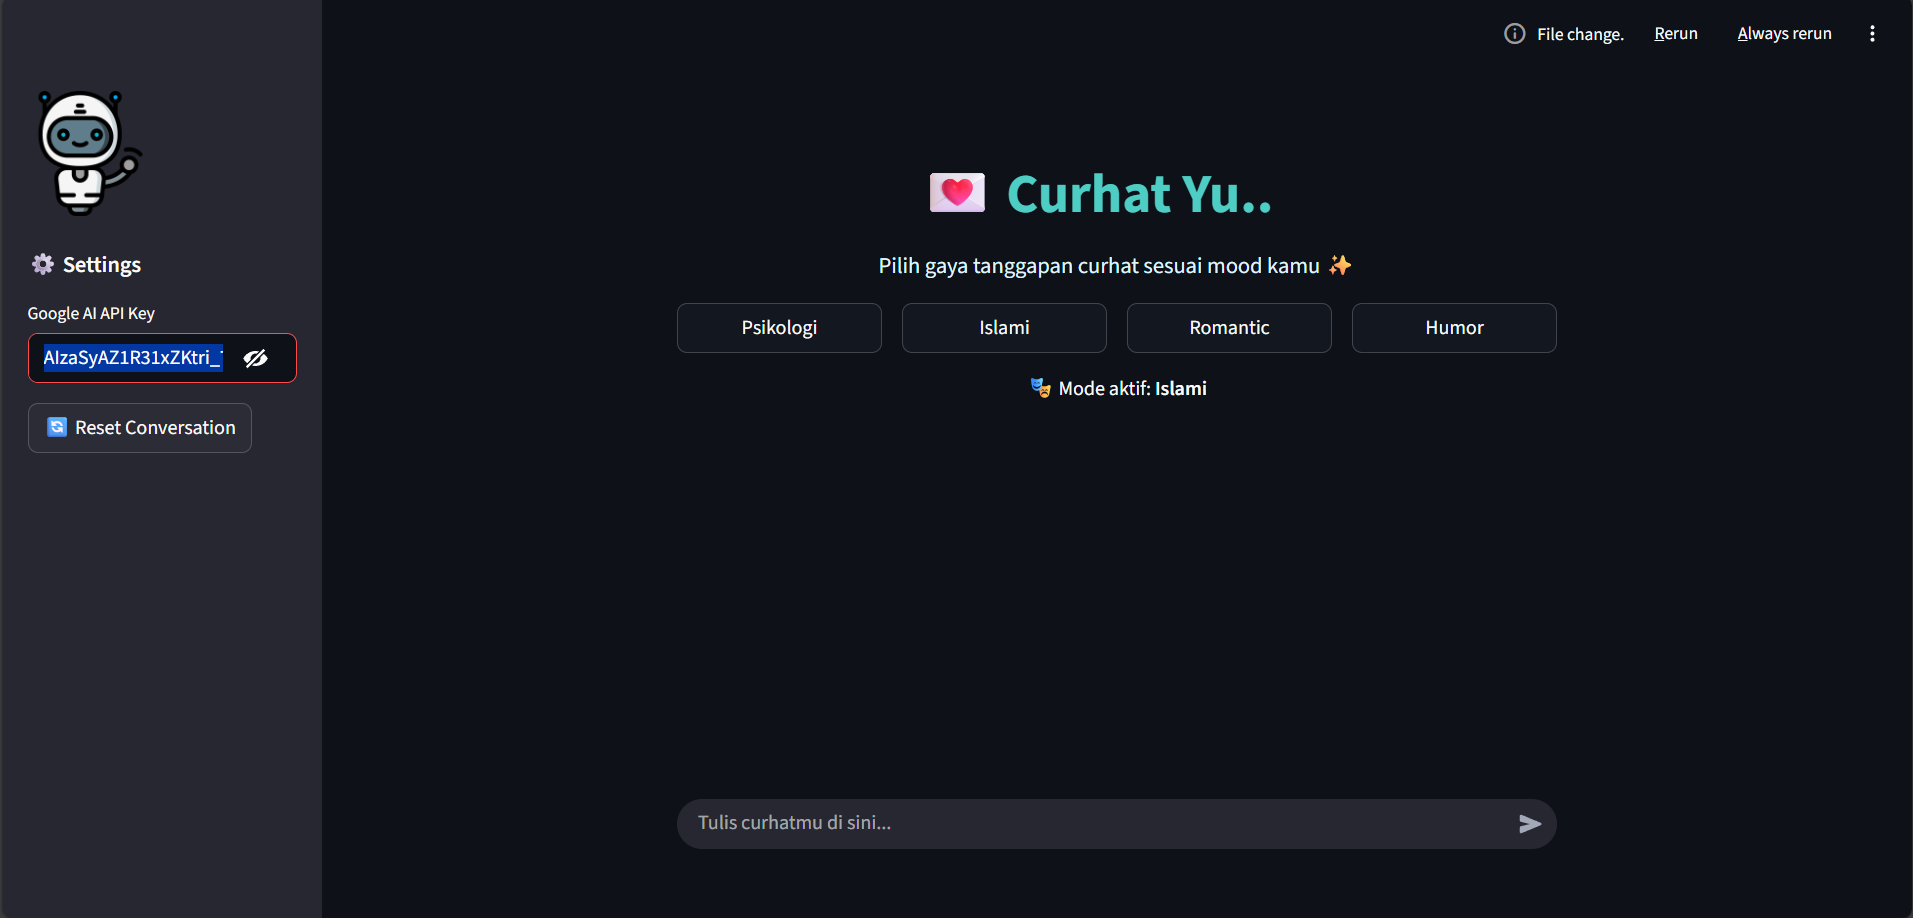 File change.
Rerun
Always rerun
Curhat Yu..
Settings
Pilih gaya tanggapan curhat sesuai mood kamu
Google AI API Key
Psikologi
Islami
Romantic
Humor
AIzaSyAZ1R31xZKtri_
Mode aktif: Islami
Reset Conversation
Tulis curhatmu di sini...